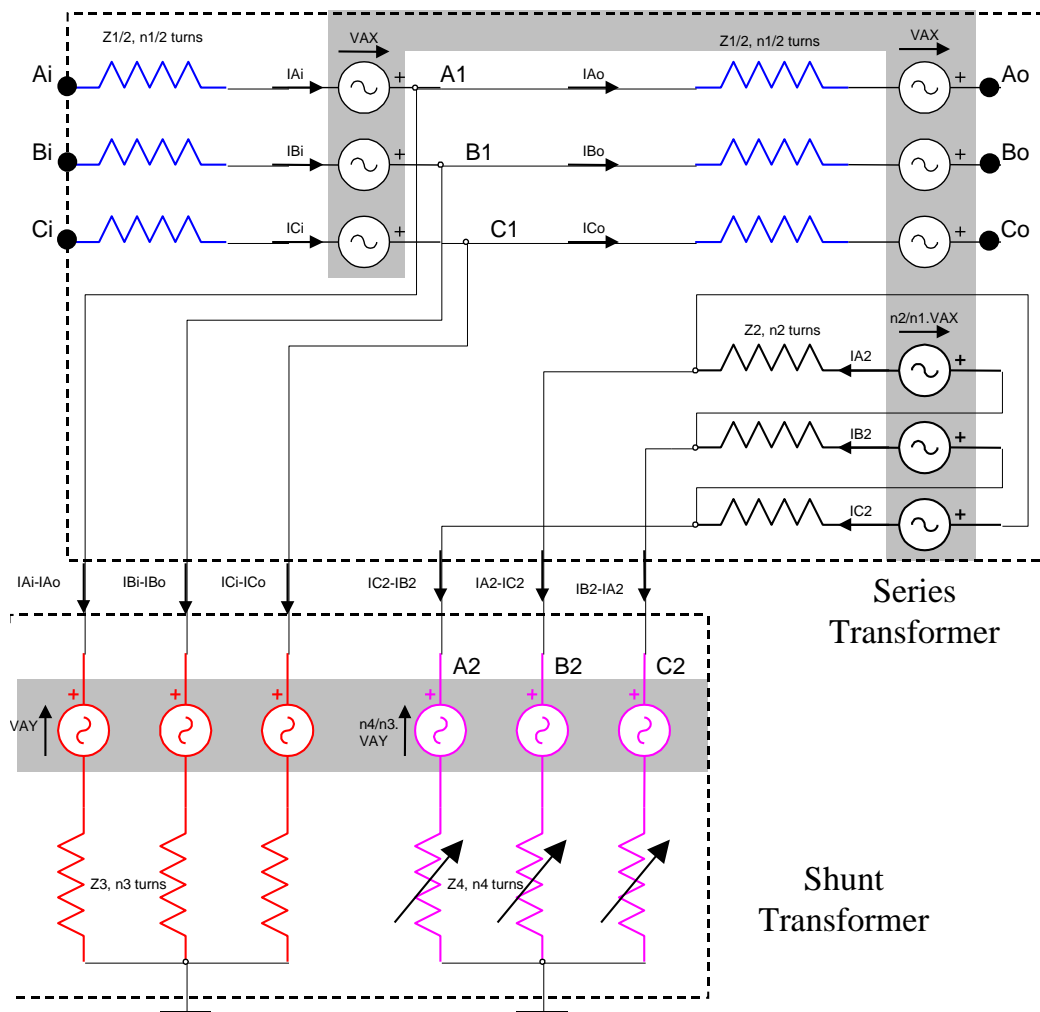 Z1/2, n1/2 turns
VAX
Z1/2, n1/2 turns
VAX
Ai
IAi
+
A1
IAo
+
Ao
Bi
IBi
+
B1
IBo
+
Bo
Ci
ICi
+
C1
ICo
+
Co
n2/n1.VAX
Z2, n2 turns
IA2
+
IB2
+
IC2
+
IAi-IAo
IBi-IBo
ICi-ICo
IC2-IB2
IA2-IC2
IB2-IA2
Series
Transformer
A2
B2
C2
+
+
+
+
+
+
VAY
n4/n3.
VAY
Z3, n3 turns
Z4, n4 turns
Shunt
Transformer